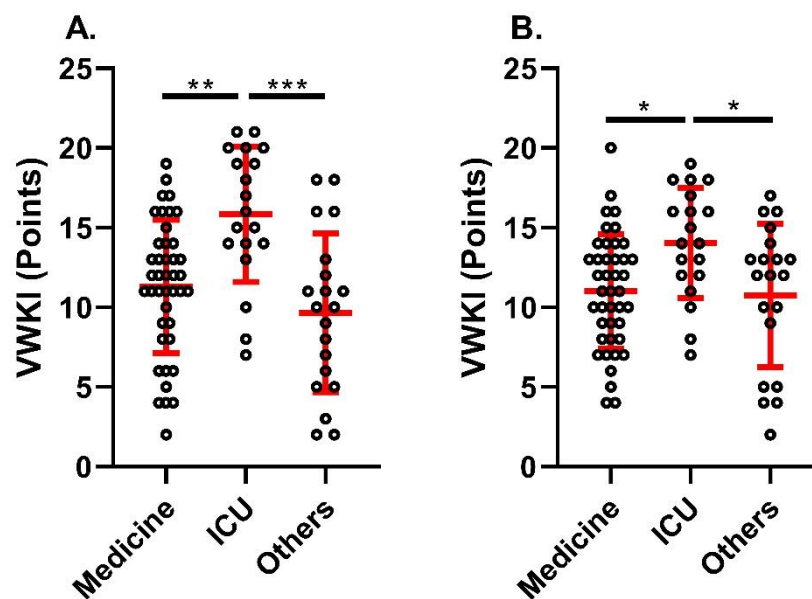 A.
VWKI (Points)
25
20
15
10
5
0
**
***
Medicine
ICU
Others
B.
VWKI (Points)
25
20
15
10
5
0
*
*
Medicine
ICU
Others